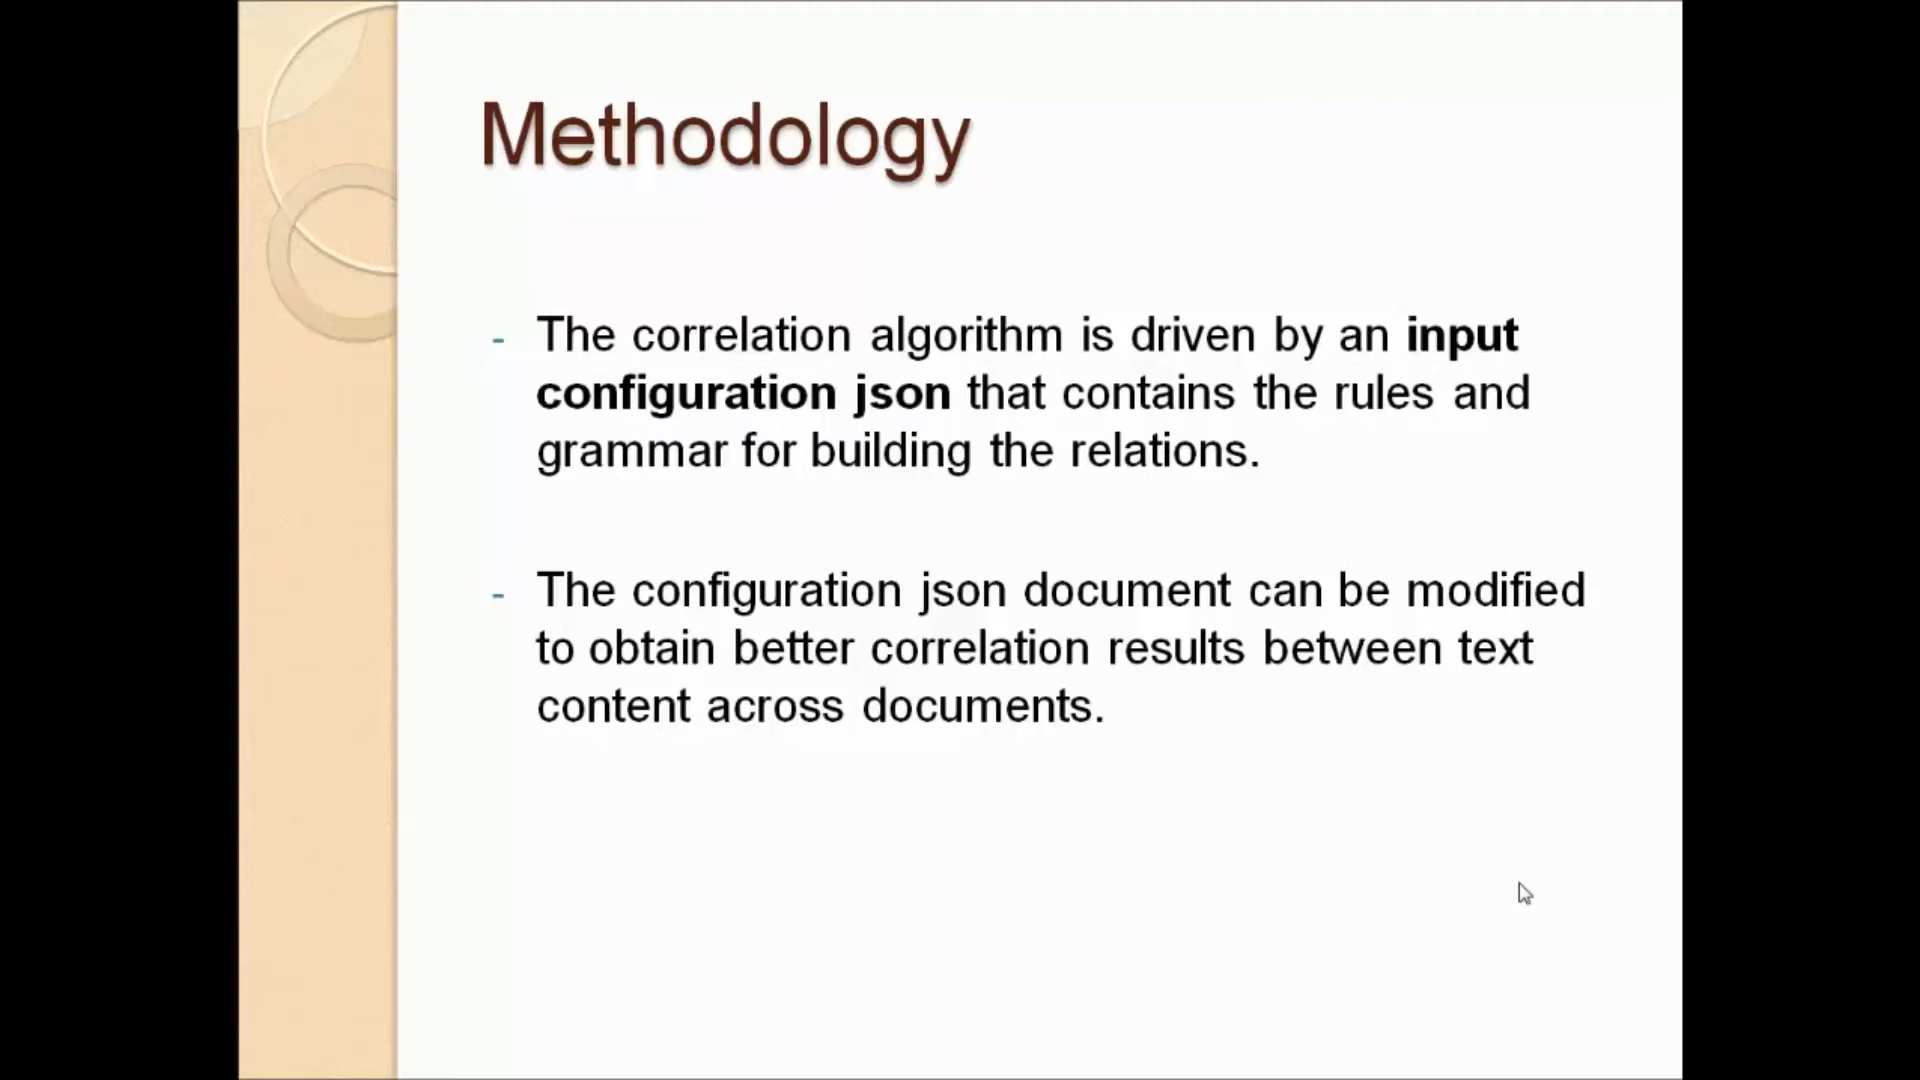 Methodology
- The correlation algorithm is driven by an input
configuration json that contains the rules and
grammar for building the relations.
- The configuration json document can be modified
to obtain better correlation results between text
content across documents.